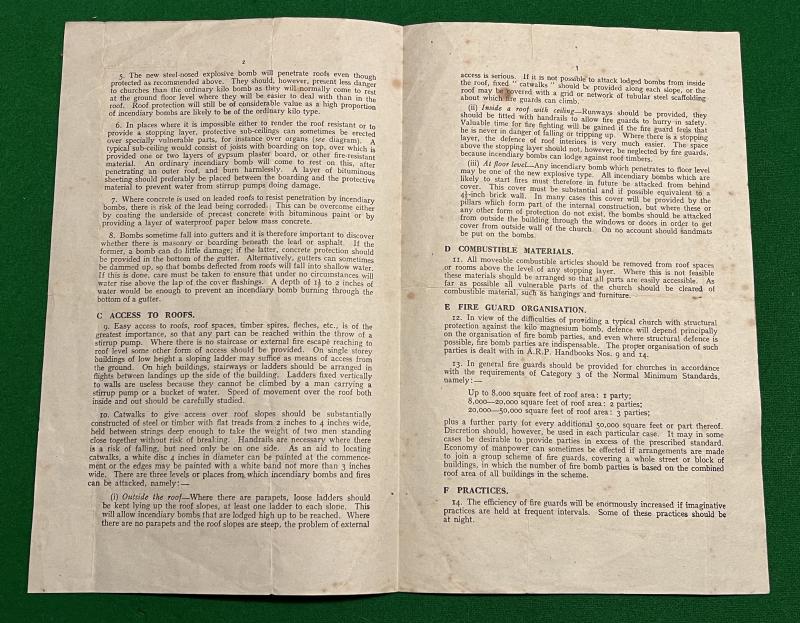 2
5. The new steel-nosed explosive bomb will penetrate roofs even though
protected as recommended above. They should, however, present less danger
to churches than the ordinary kilo bomb as they will normally come to rest
at the ground floor level where they will be easier to deal with than in the
roof. Roof protection will still be of considerable value as a high proportion
of incendiary bombs are likely to be of the ordinary kilo type.
6. In places where it is impossible either to render the roof resistant or to
provide a stopping layer, protective sub-ceilings can sometimes be erected
over specially vulnerable parts, for instance over organs (see diagram). A
typical sub-ceiling would consist of joists with boarding on top, over which is
provided one or two layers of gypsum plaster board, or other fire-resistant
material. An ordinary incendiary bomb will come to rest on this, after
penetrating an outer roof, and burn harmlessly. A layer of bituminous
sheeting should preferably be placed between the boarding and the protective
material to prevent water from stirrup pumps doing damage.
7. Where concrete is used on leaded roofs to resist penetration by incendiary
bombs, there is risk of the lead being corroded. This can be overcome either
by coating the underside of precast concrete with bituminous paint or by
providing a layer of waterproof paper below mass concrete.
8. Bombs sometime fall into gutters and it is therefore important to discover
whether there is masonry or boarding beneath the lead or asphalt. If the
former, a bomb can do little damage; if the latter, concrete protection should
be provided in the bottom of the gutter. Alternatively, gutters can sometimes
be dammed up, so that bombs deflected from roofs will fall into shallow water.
If this is done, care must be taken to ensure that under no circumstances will
water rise above the lap of the cover flashings. A depth of 1½ to 2 inches of
water would be enough to prevent an incendiary bomb burning through the
bottom of a gutter.
C ACCESS TO ROOFS.
9. Easy access to roofs, roof spaces, timber spires, fleches, etc., is of the
greatest importance, so that any part can be reached within the throw of a
stirrup pump. Where there is no staircase or external fire escape reaching to
roof level some other form of access should be provided. On single storey
buildings of low height a sloping ladder may suffice as means of access from
the ground. On high buildings, stairways or ladders should be arranged in
flights between landings up the side of the building. Ladders fixed vertically
to walls are useless because they cannot be climbed by a man carrying a
stirrup pump or a bucket of water. Speed of movement over the roof both
inside and out should be carefully studied.
10. Catwalks to give access over roof slopes should be substantially
constructed of steel or timber with flat treads from 2 inches to 4 inches wide,
held between strings deep enough to take the weight of two men standing
close together without risk of breaking. Handrails are necessary where there
is a risk of falling, but need only be on one side. As an aid to locating
catwalks, a white disc 4 inches in diameter can be painted at the commence-
ment or the edges may be painted with a white band not more than 3 inches
wide. There are three levels or places from which incendiary bombs and fires
can be attacked, namely:—
(i) Outside the roof—Where there are parapets, loose ladders should
be kept lying up the roof slopes, at least one ladder to each slope. This
will allow incendiary bombs that are lodged high up to be reached. Where
there are no parapets and the roof slopes are steep, the problem of external
access is serious. If it is not possible to attack lodged bombs from inside
the roof, fixed "catwalks" should be provided along each slope, or the
roof may be covered with a grid or network of tubular steel scaffolding
about which fire guards can climb.
(ii) Inside a roof with ceiling—Runways should be provided, they
should be fitted with handrails to allow fire guards to hurry in safety.
Valuable time for fire fighting will be gained if the fire guard feels that
he is never in danger of falling or tripping up. Where there is a stopping
layer, the defence of roof interiors is very much easier. The space
above the stopping layer should not, however, be neglected by fire guards,
because incendiary bombs can lodge against roof timbers.
(iii) At floor level—Any incendiary bomb which penetrates to floor level
may be one of the new explosive type. All incendiary bombs which are
likely to start fires must therefore in future be attacked from behind
cover. This cover must be substantial and if possible equivalent to a
4½-inch brick wall. In many cases this cover will be provided by the
pillars which form part of the internal construction, but where these or
any other form of protection do not exist, the bombs should be attacked
from outside the building through the windows or doors in order to get
cover from outside wall of the church. On no account should sandmats
be put on the bombs.
D COMBUSTIBLE MATERIALS.
11. All moveable combustible articles should be removed from roof spaces
or rooms above the level of any stopping layer. Where this is not feasible
these materials should be arranged so that all parts are easily accessible. As
far as possible all vulnerable parts of the church should be cleared of
combustible material, such as hangings and furniture.
E FIRE GUARD ORGANISATION.
12. In view of the difficulties of providing a typical church with structural
protection against the kilo magnesium bomb, defence will depend principally
on the organisation of fire bomb parties, and even where structural defence is
possible, fire bomb parties are indispensable. The proper organisation of such
parties is dealt with in A.R.P. Handbooks Nos. 9 and 14.
13. In general fire guards should be provided for churches in accordance
with the requirements of Category 3 of the Normal Minimum Standards,
namely:—
Up to 8,000 square feet of roof area: 1 party;
8,000—20,000 square feet of roof area: 2 parties;
20,000—50,000 square feet of roof area: 3 parties;
plus a further party for every additional 50,000 square feet or part thereof.
Discretion should, however, be used in each particular case. It may in some
cases be desirable to provide parties in excess of the prescribed standard.
Economy of manpower can sometimes be effected if arrangements are made
to join a group scheme of fire guards, covering a whole street or block of
buildings, in which the number of fire bomb parties is based on the combined
roof area of all buildings in the scheme.
F PRACTICES.
14. The efficiency of fire guards will be enormously increased if imaginative
practices are held at frequent intervals. Some of these practices should be
at night.